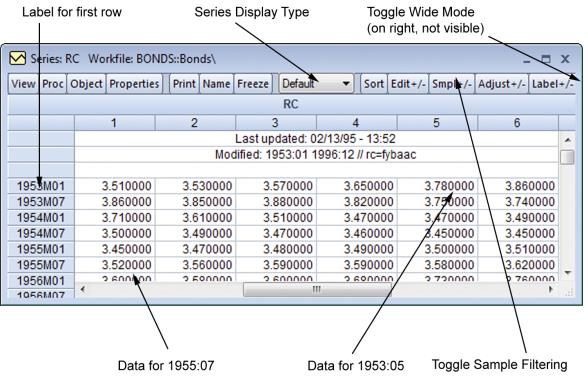 Label for first row
Series Display Type
Toggle Wide Mode
(on right, not visible)
Series: RC Workfile: BONDS::Bonds\
View Proc Object Properties Print Name Freeze Default Sort Edit+/- Smpl+/- Adjust+/- Label+/-
RC
1 2 3 4 5 6
Last updated: 02/13/95 - 13:52
Modified: 1953:01 1996:12 // rc=fybaac
1953M01 3.510000 3.530000 3.570000 3.650000 3.780000 3.860000
1953M07 3.860000 3.850000 3.880000 3.820000 3.750000 3.740000
1954M01 3.710000 3.610000 3.510000 3.470000 3.470000 3.490000
1954M07 3.500000 3.490000 3.470000 3.460000 3.450000 3.450000
1955M01 3.450000 3.470000 3.480000 3.490000 3.500000 3.510000
1955M07 3.520000 3.560000 3.590000 3.590000 3.580000 3.620000
1956M01 3.600000 3.580000 3.600000 3.680000 3.730000 3.760000
1956M07
Data for 1955:07
Data for 1953:05
Toggle Sample Filtering